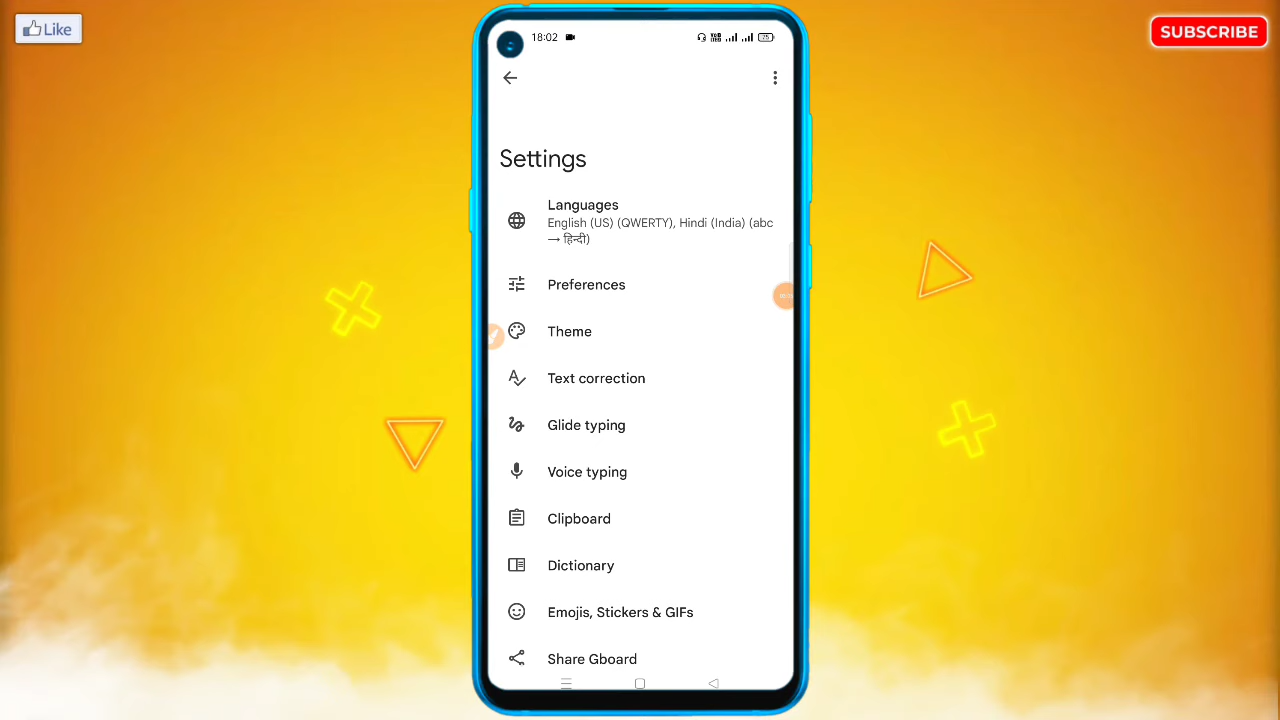 Like
SUBSCRIBE
18:02
75
Settings
Languages
English (US) (QWERTY), Hindi (India) (abc
→ हिन्दी)
Preferences
Theme
Text correction
Glide typing
Voice typing
Clipboard
Dictionary
Emojis, Stickers & GIFs
Share Gboard